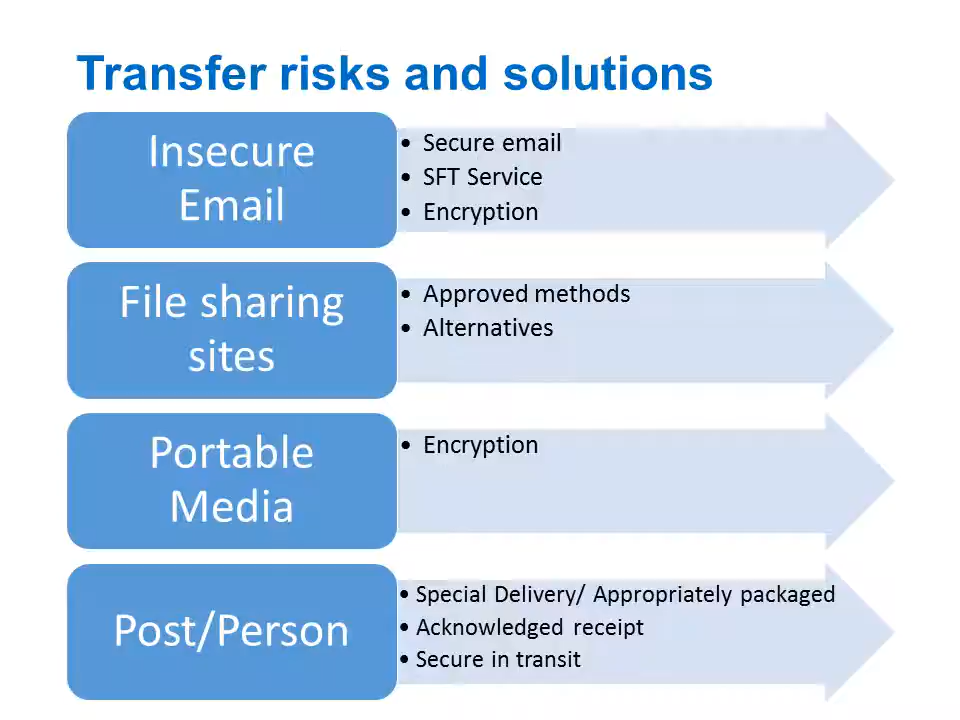 Transfer risks and solutions
Insecure
Email
• Secure email
• SFT Service
• Encryption
File sharing
sites
• Approved methods
• Alternatives
Portable
Media
• Encryption
Post/Person
• Special Delivery/ Appropriately packaged
• Acknowledged receipt
• Secure in transit